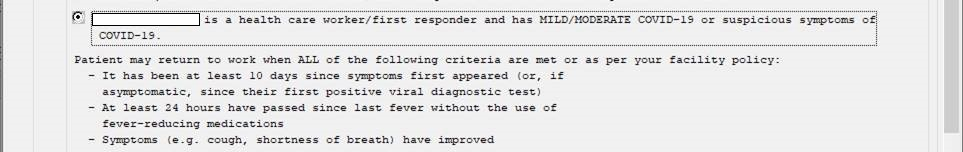 is a health care worker/first responder and has MILD/MODERATE COVID-19 or suspicious symptoms of
COVID-19.
Patient may return to work when ALL of the following criteria are met or as per your facility policy:
- It has been at least 10 days since symptoms first appeared (or, if
asymptomatic, since their first positive viral diagnostic test)
- At least 24 hours have passed since last fever without the use of
fever-reducing medications
- Symptoms (e.g. cough, shortness of breath) have improved